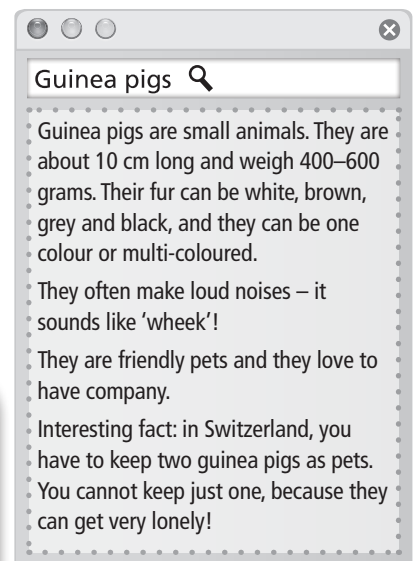 Guinea pigs
Guinea pigs are small animals. They are
about 10 cm long and weigh 400–600
grams. Their fur can be white, brown,
grey and black, and they can be one
colour or multi-coloured.
They often make loud noises – it
sounds like ‘wheek’!
They are friendly pets and they love to
have company.
Interesting fact: in Switzerland, you
have to keep two guinea pigs as pets.
You cannot keep just one, because they
can get very lonely!